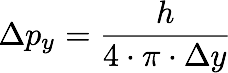 Δp_y = h / (4 · π · Δy)